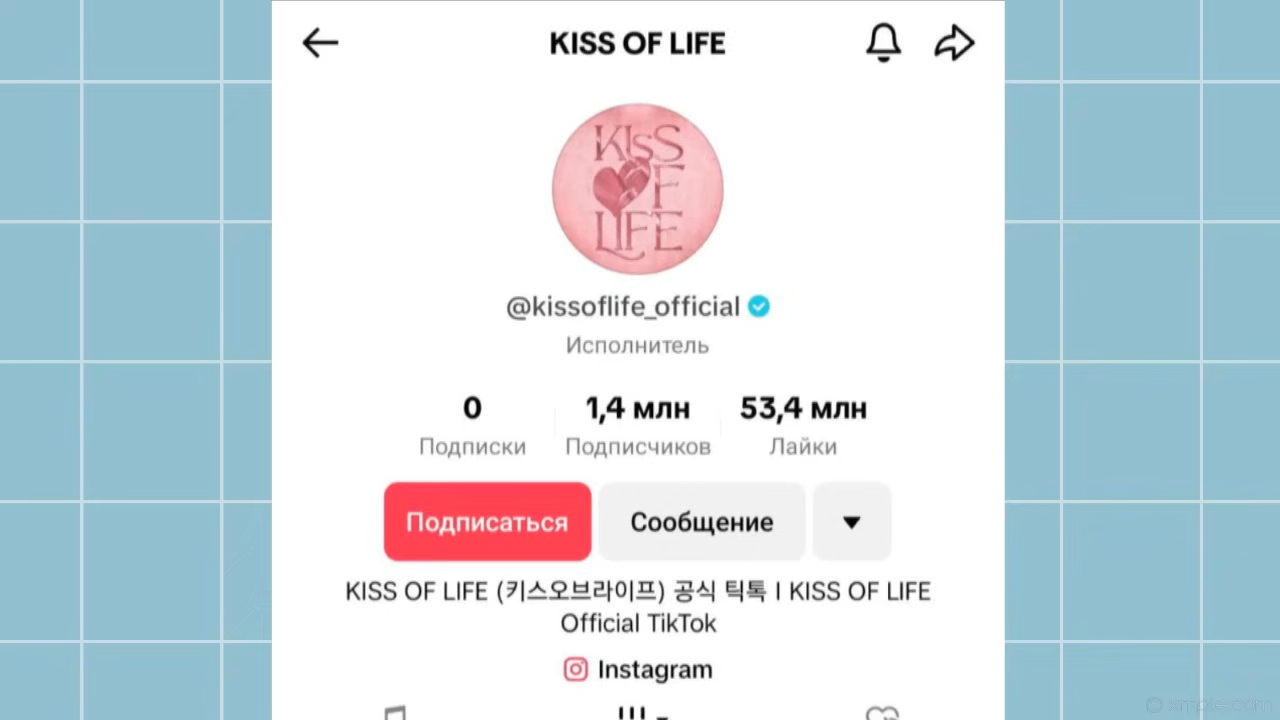 KISS OF LIFE
KISS
OF
LIFE
@kissoflife_official
Исполнитель
0 1,4 млн 53,4 млн
Подписки Подписчиков Лайки
Подписаться Сообщение
KISS OF LIFE (키스오브라이프) 공식 틱톡 I KISS OF LIFE
Official TikTok
Instagram